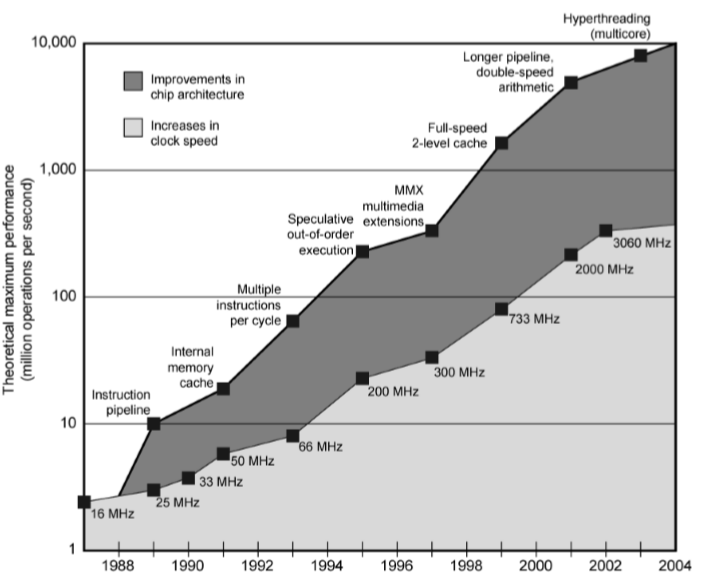 Hyperthreading
(multicore)
10,000
Longer pipeline,
double-speed
arithmetic
Improvements in
chip architecture
Increases in
clock speed
Full-speed
2-level cache
1,000
MMX
multimedia
extensions
Speculative
out-of-order
execution
3060 MHz
2000 MHz
Multiple
instructions
per cycle
100
733 MHz
Internal
memory
cache
300 MHz
200 MHz
Instruction
pipeline
10
66 MHz
50 MHz
33 MHz
25 MHz
16 MHz
1
1988 1990 1992 1994 1996 1998 2000 2002 2004
Theoretical maximum performance
(million operations per second)